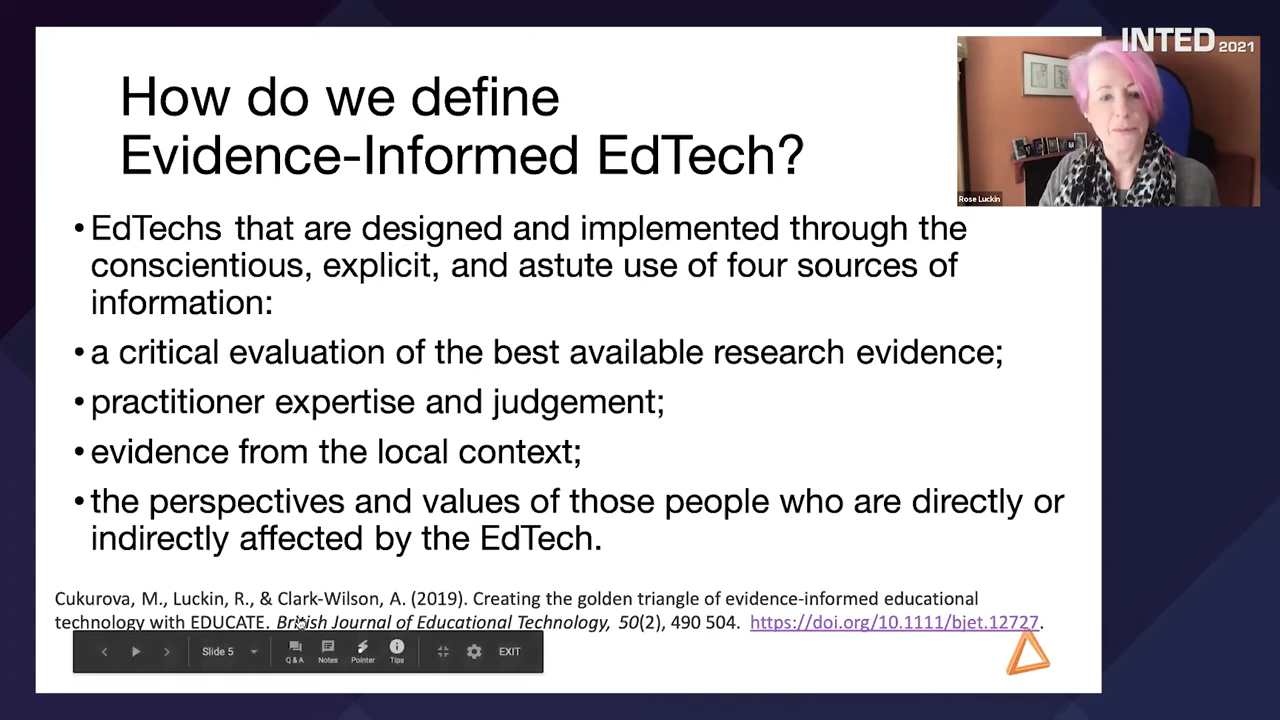 INTED 2021
How do we define
Evidence-Informed EdTech?
Rose Luckin
• EdTechs that are designed and implemented through the
conscientious, explicit, and astute use of four sources of
information:
• a critical evaluation of the best available research evidence;
• practitioner expertise and judgement;
• evidence from the local context;
• the perspectives and values of those people who are directly or
indirectly affected by the EdTech.
Cukurova, M., Luckin, R., & Clark-Wilson, A. (2019). Creating the golden triangle of evidence-informed educational
technology with EDUCATE. British Journal of Educational Technology, 50(2), 490 504. https://doi.org/10.1111/bjet.12727.
Slide 5 Q & A Notes Pointer Tips EXIT